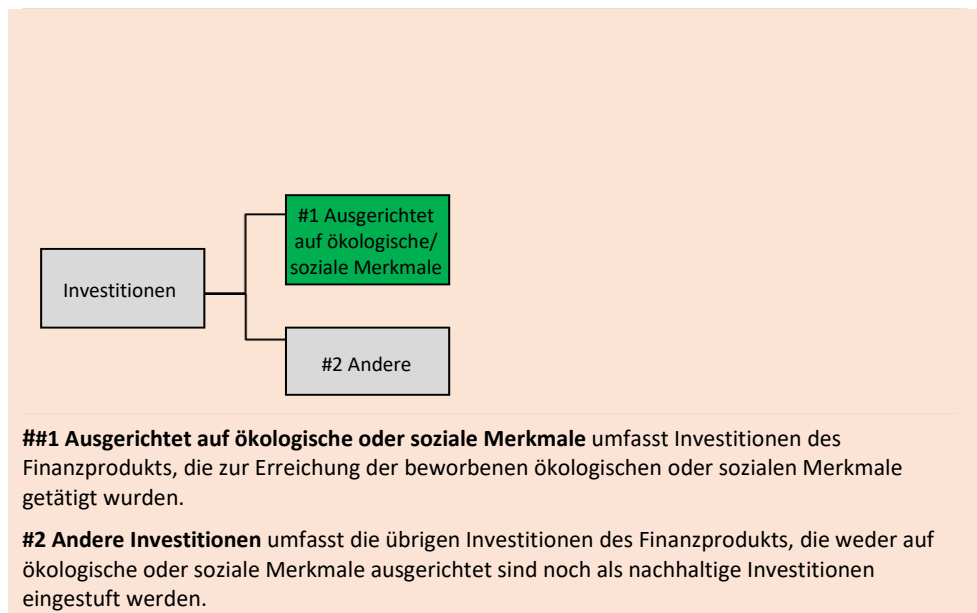 #1 Ausgerichtet
auf ökologische/
soziale Merkmale
Investitionen
#2 Andere
##1 Ausgerichtet auf ökologische oder soziale Merkmale umfasst Investitionen des
Finanzprodukts, die zur Erreichung der beworbenen ökologischen oder sozialen Merkmale
getätigt wurden.
#2 Andere Investitionen umfasst die übrigen Investitionen des Finanzprodukts, die weder auf
ökologische oder soziale Merkmale ausgerichtet sind noch als nachhaltige Investitionen
eingestuft werden.